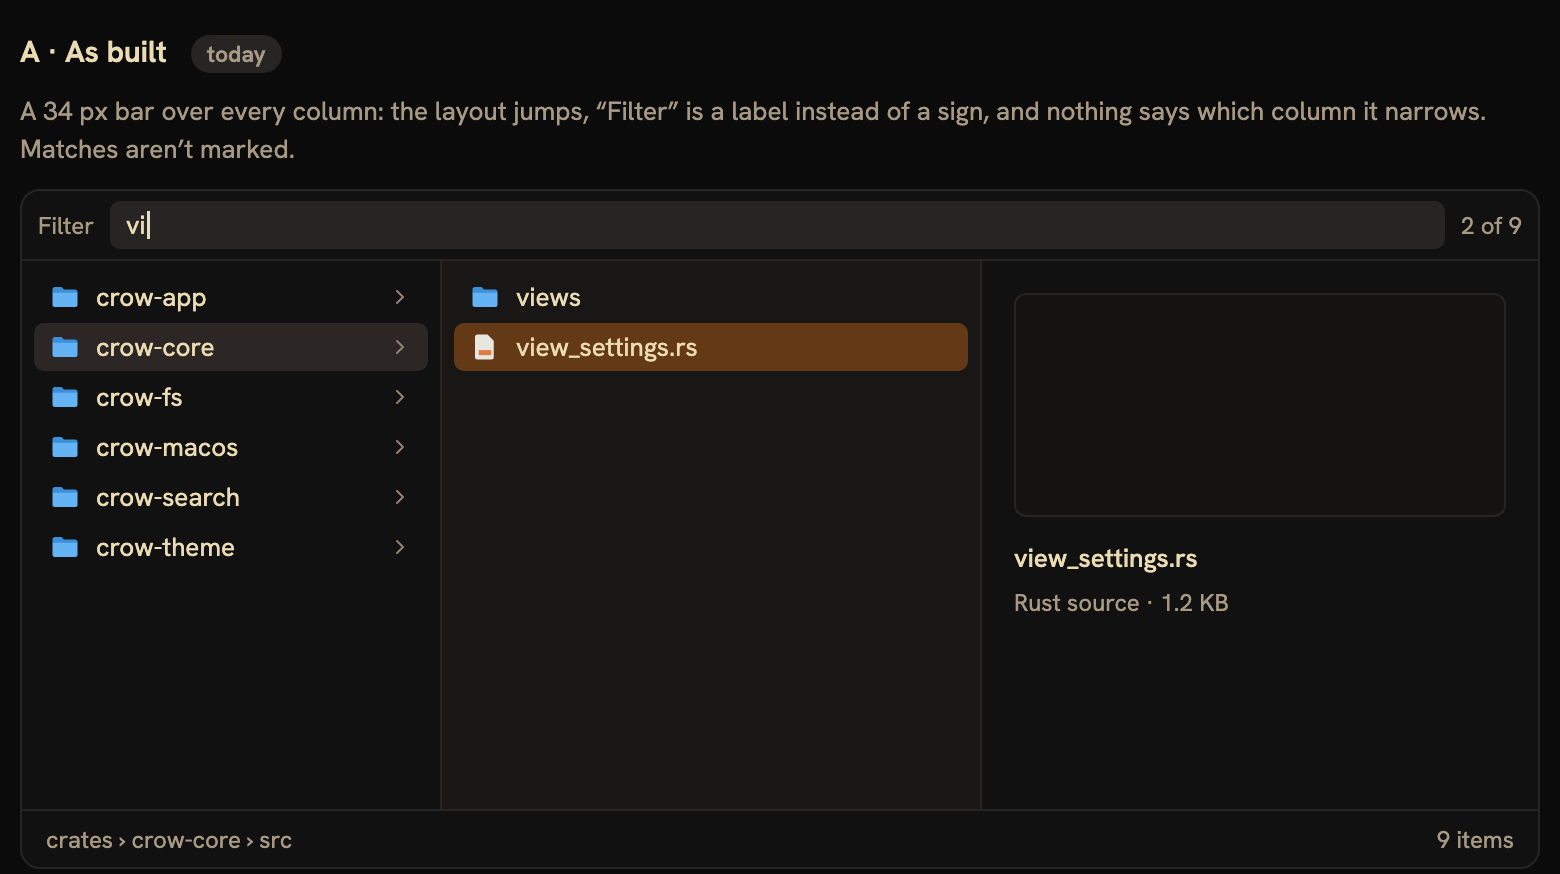 A · As built
today
A 34 px bar over every column: the layout jumps, “Filter” is a label instead of a sign, and nothing says which column it narrows.
Matches aren’t marked.
Filter
vi
2 of 9
crow-app
crow-core
crow-fs
crow-macos
crow-search
crow-theme
views
view_settings.rs
view_settings.rs
Rust source · 1.2 KB
crates › crow-core › src
9 items